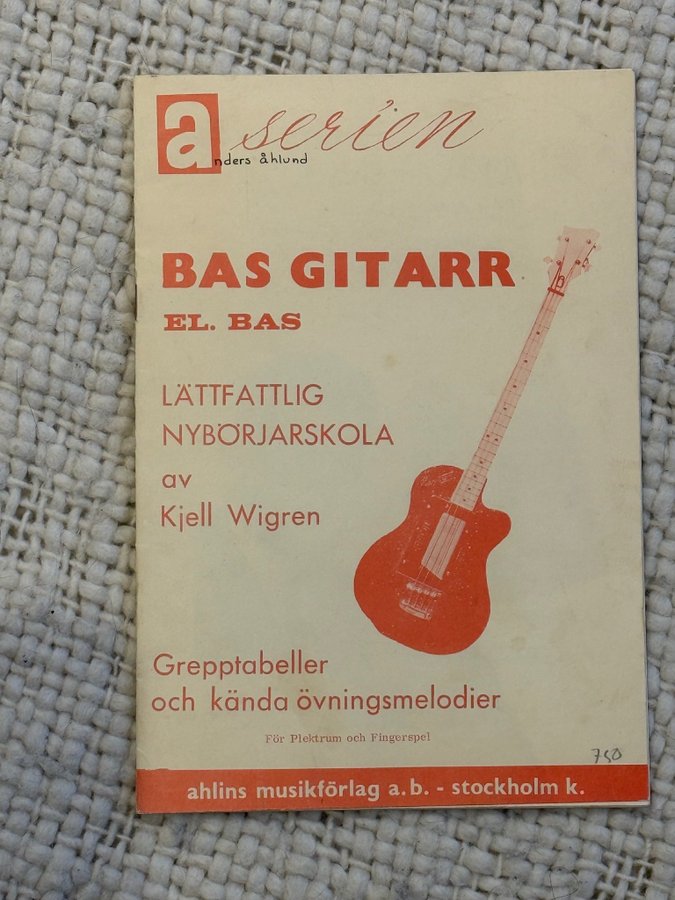 a serien
nders åhlund
BAS GITARR
EL. BAS
LÄTTFATTLIG
NYBÖRJARSKOLA
av
Kjell Wigren
Grepptabeller
och kända övningsmelodier
För Plektrum och Fingerspel
750
ahlins musikförlag a.b. - stockholm k.